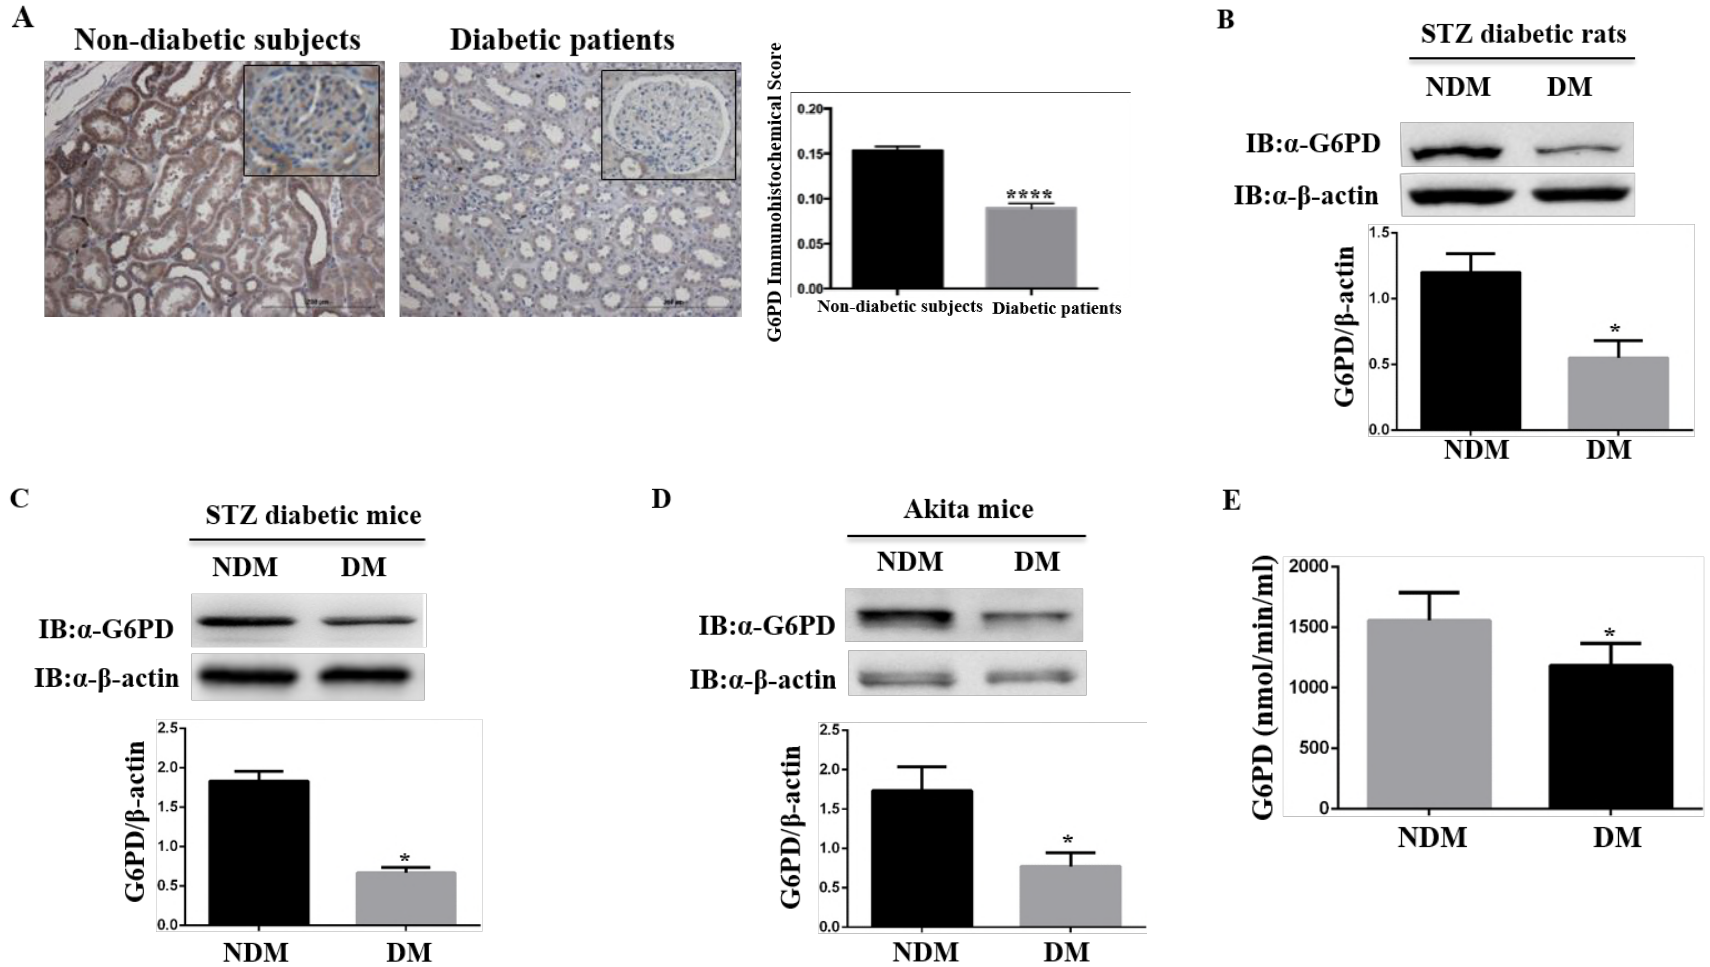 A
Non-diabetic subjects
Diabetic patients
G6PD Immunohistochemical Score
0.20
0.15
0.10
0.05
0.00
****
Non-diabetic subjects
Diabetic patients
B
STZ diabetic rats
NDM DM
IB:α-G6PD
IB:α-β-actin
G6PD/β-actin
1.5
1.0
0.5
0.0
*
NDM DM
C
STZ diabetic mice
NDM DM
IB:α-G6PD
IB:α-β-actin
G6PD/β-actin
2.5
2.0
1.5
1.0
0.5
0.0
*
NDM DM
D
Akita mice
NDM DM
IB:α-G6PD
IB:α-β-actin
G6PD/β-actin
2.5
2.0
1.5
1.0
0.5
0.0
*
NDM DM
E
G6PD (nmol/min/ml)
2000
1500
1000
500
0
*
NDM DM